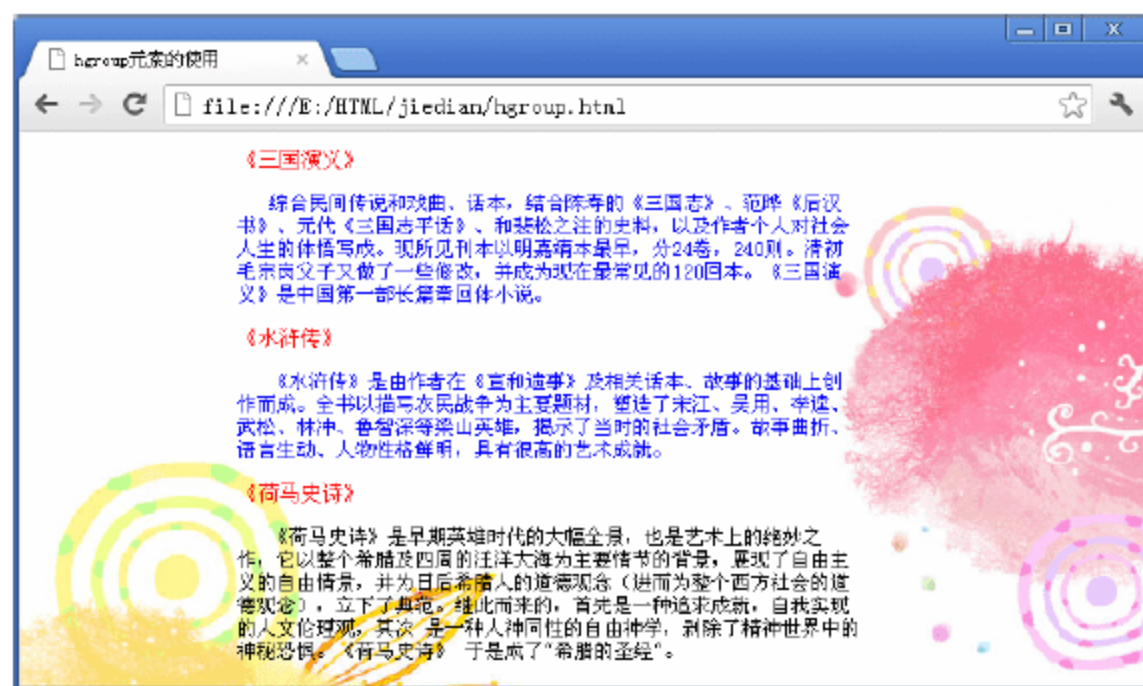 hgroup元素的使用
file:///E:/HTML/jiedian/hgroup.html
《三国演义》
综合民间传说和戏曲、话本，结合陈寿的《三国志》、范晔《后汉
书》、元代《三国志平话》、和裴松之注的史料，以及作者个人对社会
人生的体悟写成。现所见刊本以明嘉靖本最早，分24卷，240则。清初
毛宗岗父子又做了一些修改，并成为现在最常见的120回本。《三国演
义》是中国第一部长篇章回体小说。
《水浒传》
《水浒传》是由作者在《宣和遗事》及相关话本、故事的基础上创
作而成。全书以描写农民战争为主要题材，塑造了宋江、吴用、李逵、
武松、林冲、鲁智深等梁山英雄，揭示了当时的社会矛盾。故事曲折、
语言生动、人物性格鲜明，具有很高的艺术成就。
《荷马史诗》
《荷马史诗》是早期英雄时代的大幅全景，也是艺术上的绝妙之
作，它以整个希腊及四周的汪洋大海为主要情节的背景，展现了自由主
义的自由情景，并为日后希腊人的道德观念（进而为整个西方社会的道
德观念），立下了典范。继此而来的，首先是一种追求成就，自我实现
的人文伦理观，其次 是一种人神同性的自由神学，剥除了精神世界中的
神秘恐惧。《荷马史诗》 于是成了“希腊的圣经”。